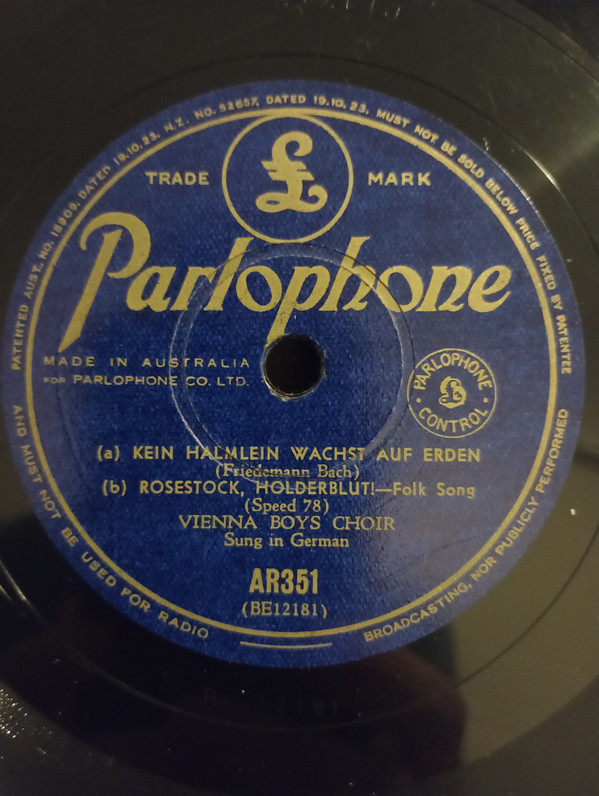 PATENTED AUST. NO. 18909, DATED 19.10.23. N.Z. NO. 52657, DATED 19.10.23. MUST NOT BE SOLD BELOW PRICE FIXED BY PATENTEE
TRADE £ MARK
Parlophone
MADE IN AUSTRALIA
FOR PARLOPHONE CO. LTD.
PARLOPHONE
£
CONTROL
(a) KEIN HALMLEIN WACHST AUF ERDEN
(Friedemann Bach)
(b) ROSESTOCK, HOLDERBLUT!—Folk Song
(Speed 78)
VIENNA BOYS CHOIR
Sung in German
AR351
(BE12181)
AND MUST NOT BE USED FOR RADIO BROADCASTING, NOR PUBLICLY PERFORMED